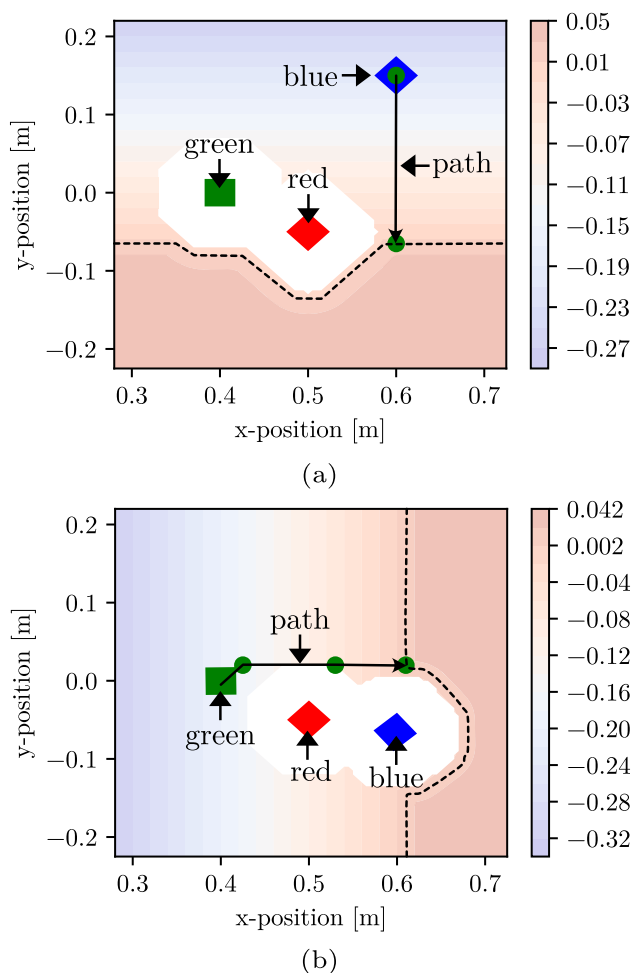 0.2
0.1
0.0
−0.1
−0.2
y-position [m]
blue
green
red
path
0.3 0.4 0.5 0.6 0.7
x-position [m]
0.05
0.01
−0.03
−0.07
−0.11
−0.15
−0.19
−0.23
−0.27
(a)
0.2
0.1
0.0
−0.1
−0.2
y-position [m]
path
green
red
blue
0.3 0.4 0.5 0.6 0.7
x-position [m]
0.042
0.002
−0.04
−0.08
−0.12
−0.16
−0.20
−0.24
−0.28
−0.32
(b)